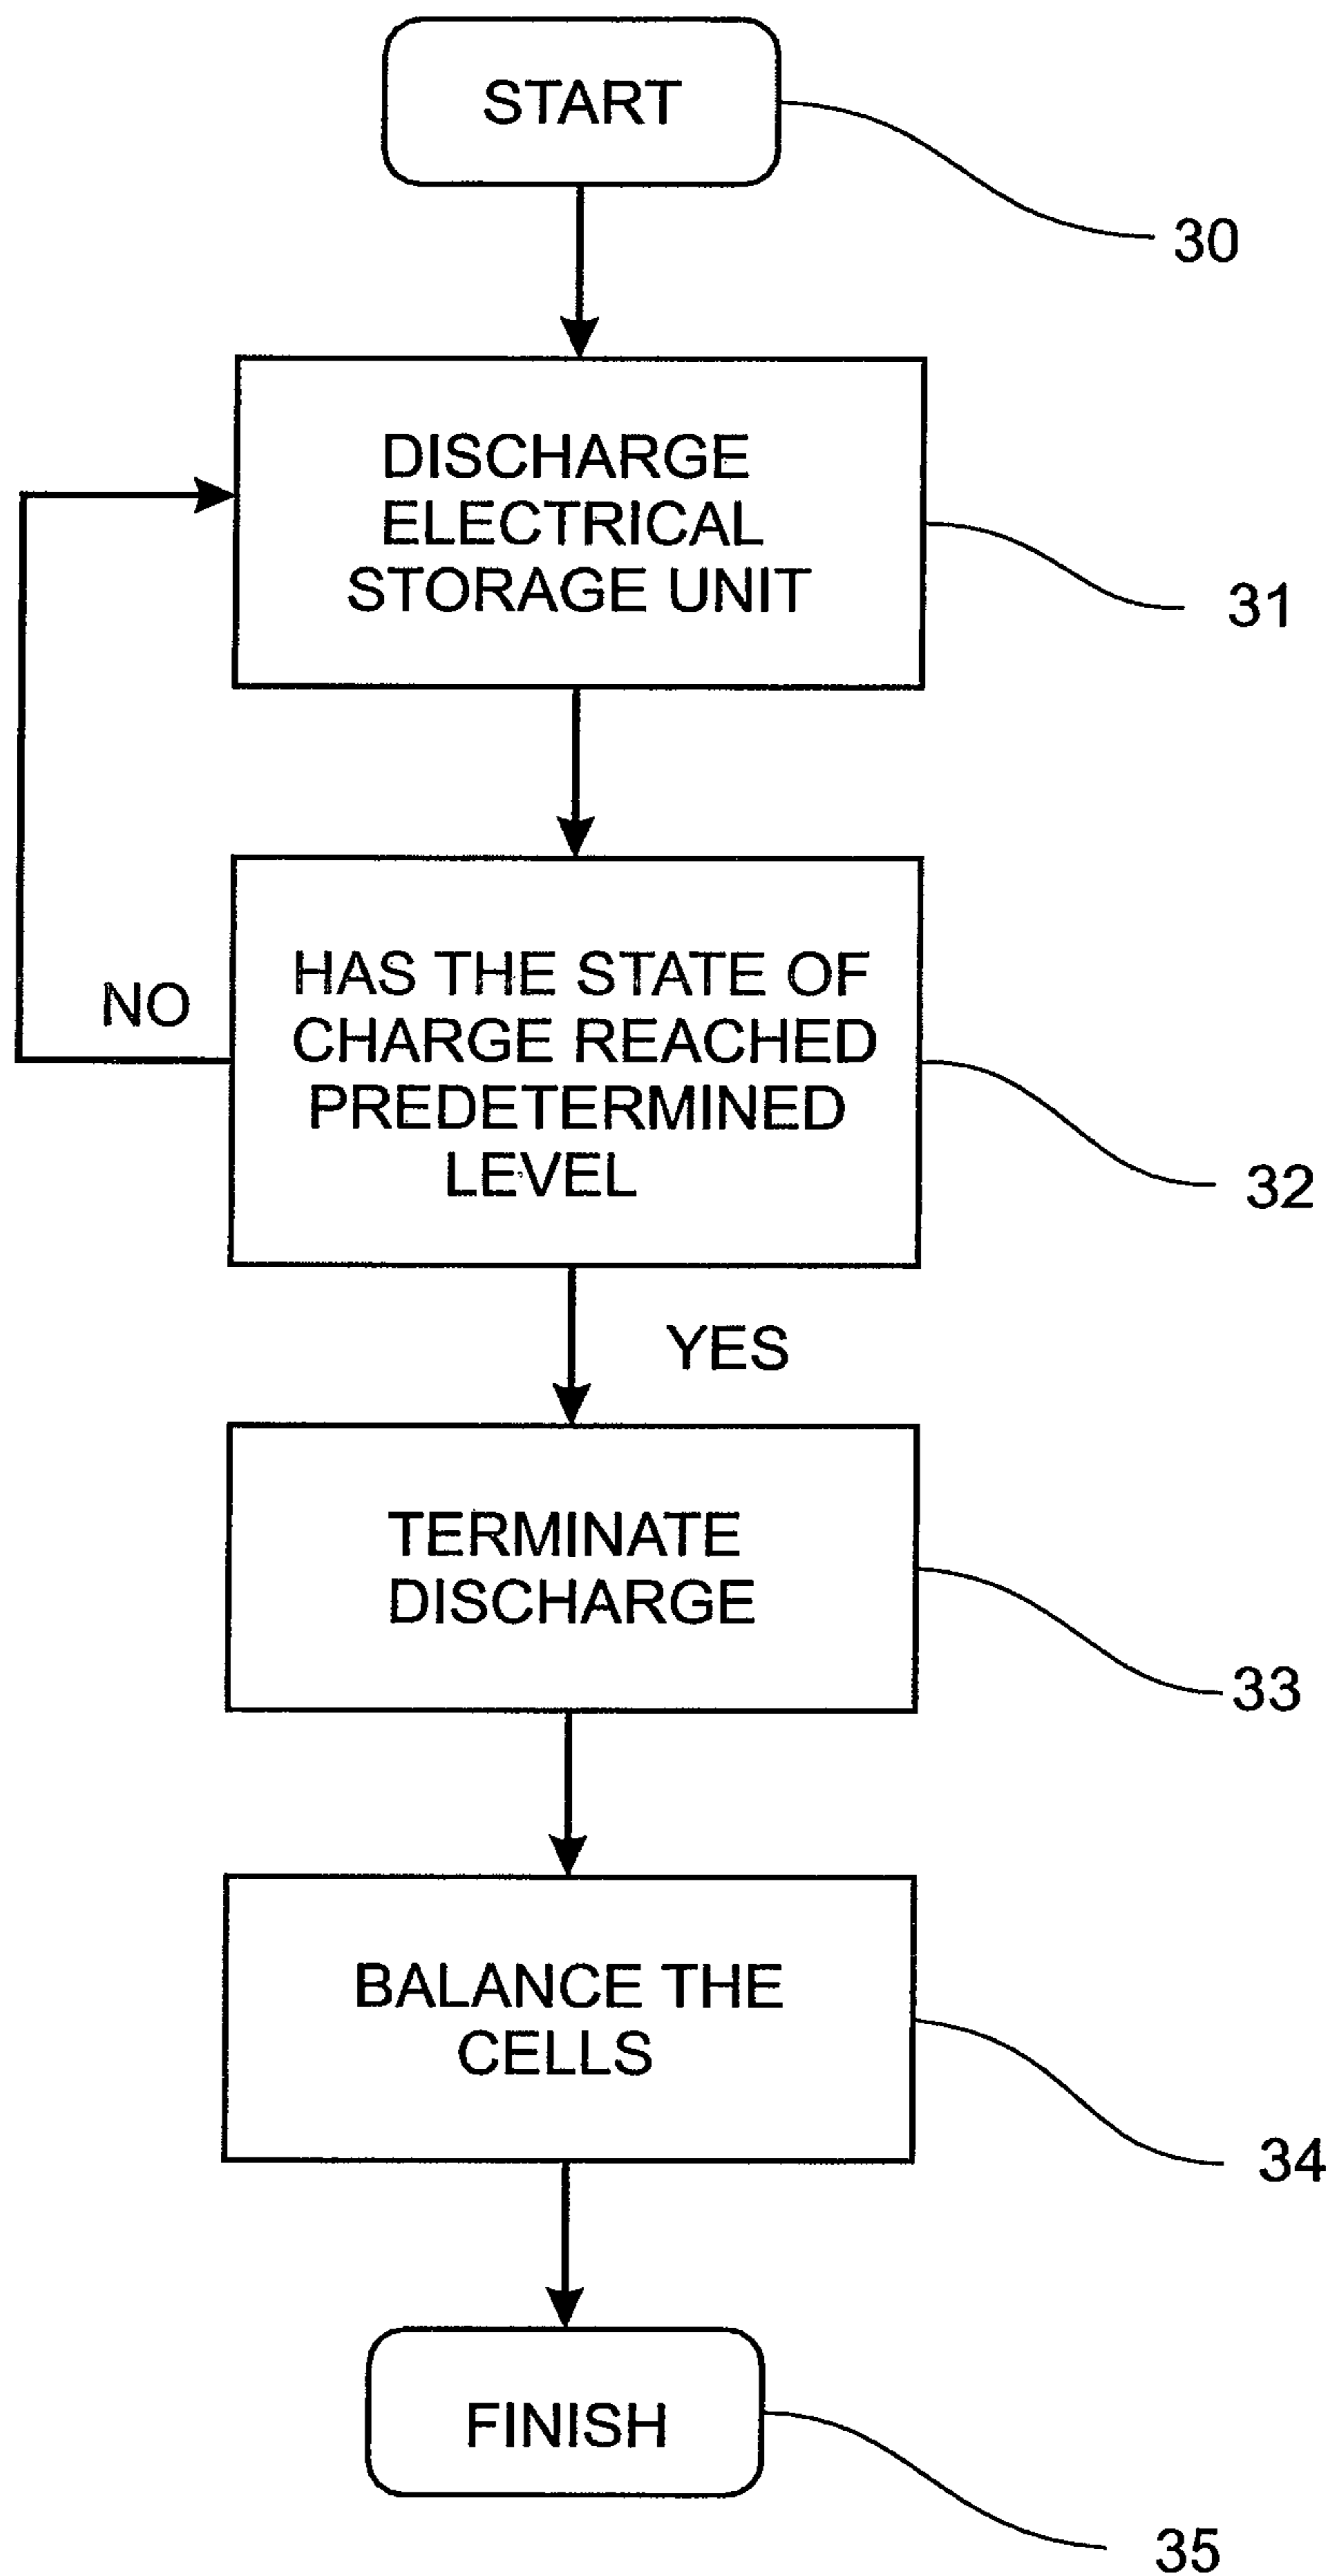 START
30
DISCHARGE
ELECTRICAL
STORAGE UNIT
31
HAS THE STATE OF
CHARGE REACHED
PREDETERMINED
LEVEL
NO
32
YES
TERMINATE
DISCHARGE
33
BALANCE THE
CELLS
34
FINISH
35